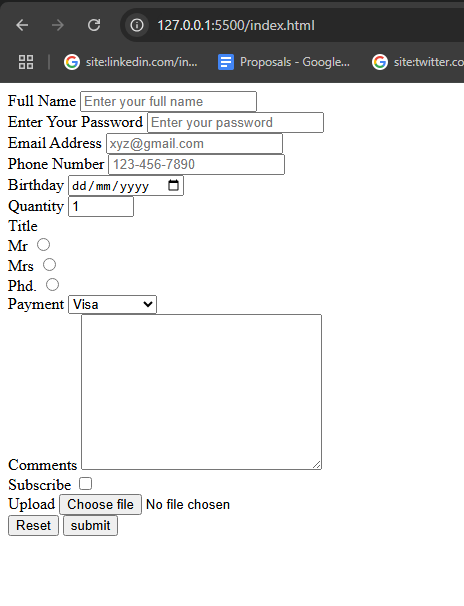 127.0.0.1:5500/index.html
site:linkedin.com/in... Proposals - Google... site:twitter.co
Full Name Enter your full name
Enter Your Password Enter your password
Email Address xyz@gmail.com
Phone Number 123-456-7890
Birthday dd/mm/yyyy
Quantity 1
Title
Mr
Mrs
Phd.
Payment Visa
Comments
Subscribe
Upload Choose file No file chosen
Reset submit